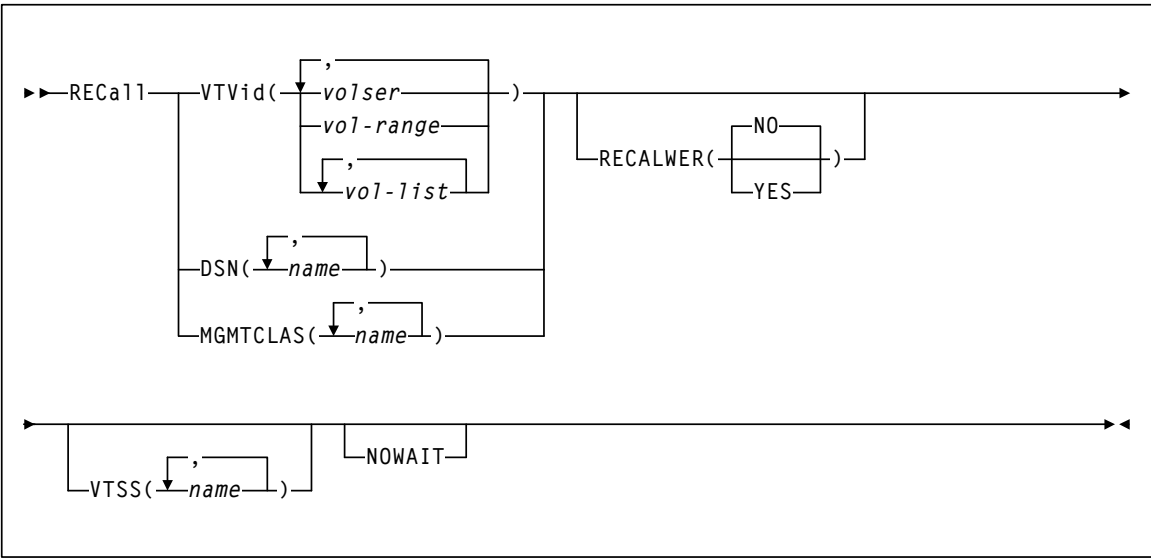 ,
RECall VTVid( volser )
vol-range
,
vol-list
NO
RECALWER( )
YES
,
DSN( name )
,
MGMTCLAS( name )
,
VTSS( name )
NOWAIT